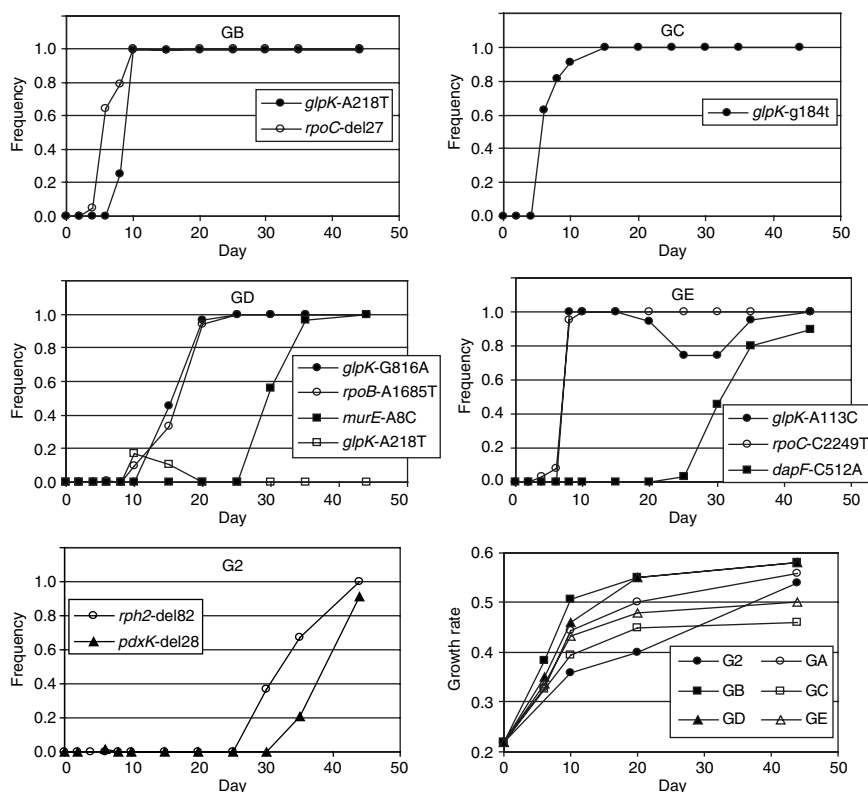 GB
Frequency
1.0
0.8
0.6
0.4
0.2
0.0
glpK-A218T
rpoC-del27
0 10 20 30 40 50
Day
GC
Frequency
1.0
0.8
0.6
0.4
0.2
0.0
glpK-g184t
0 10 20 30 40 50
Day
GD
Frequency
1.0
0.8
0.6
0.4
0.2
0.0
glpK-G816A
rpoB-A1685T
murE-A8C
glpK-A218T
0 10 20 30 40 50
Day
GE
Frequency
1.0
0.8
0.6
0.4
0.2
0.0
glpK-A113C
rpoC-C2249T
dapF-C512A
0 10 20 30 40 50
Day
G2
Frequency
1.0
0.8
0.6
0.4
0.2
0.0
rph2-del82
pdxK-del28
0 10 20 30 40 50
Day
Growth rate
0.6
0.5
0.4
0.3
0.2
G2 GA
GB GC
GD GE
0 10 20 30 40 50
Day